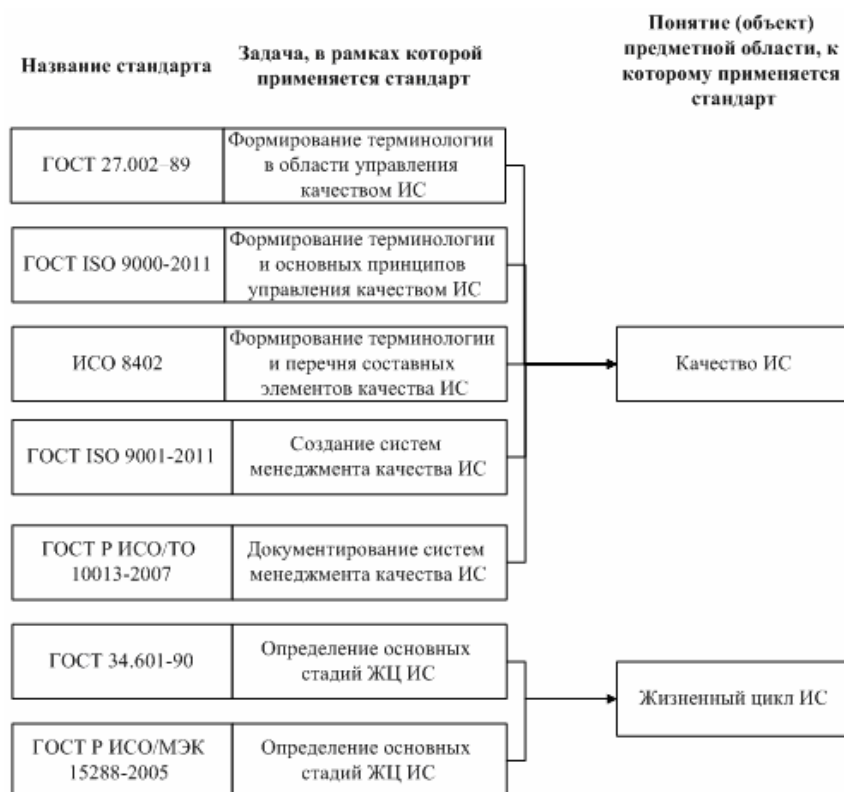 Название стандарта
Задача, в рамках которой
применяется стандарт
Понятие (объект)
предметной области, к
которому применяется
стандарт
ГОСТ 27.002–89
Формирование терминологии
в области управления
качеством ИС
ГОСТ ISO 9000-2011
Формирование терминологии
и основных принципов
управления качеством ИС
ИСО 8402
Формирование терминологии
и перечня составных
элементов качества ИС
Качество ИС
ГОСТ ISO 9001-2011
Создание систем
менеджмента качества ИС
ГОСТ Р ИСО/ТО
10013-2007
Документирование систем
менеджмента качества ИС
ГОСТ 34.601-90
Определение основных
стадий ЖЦ ИС
Жизненный цикл ИС
ГОСТ Р ИСО/МЭК
15288-2005
Определение основных
стадий ЖЦ ИС